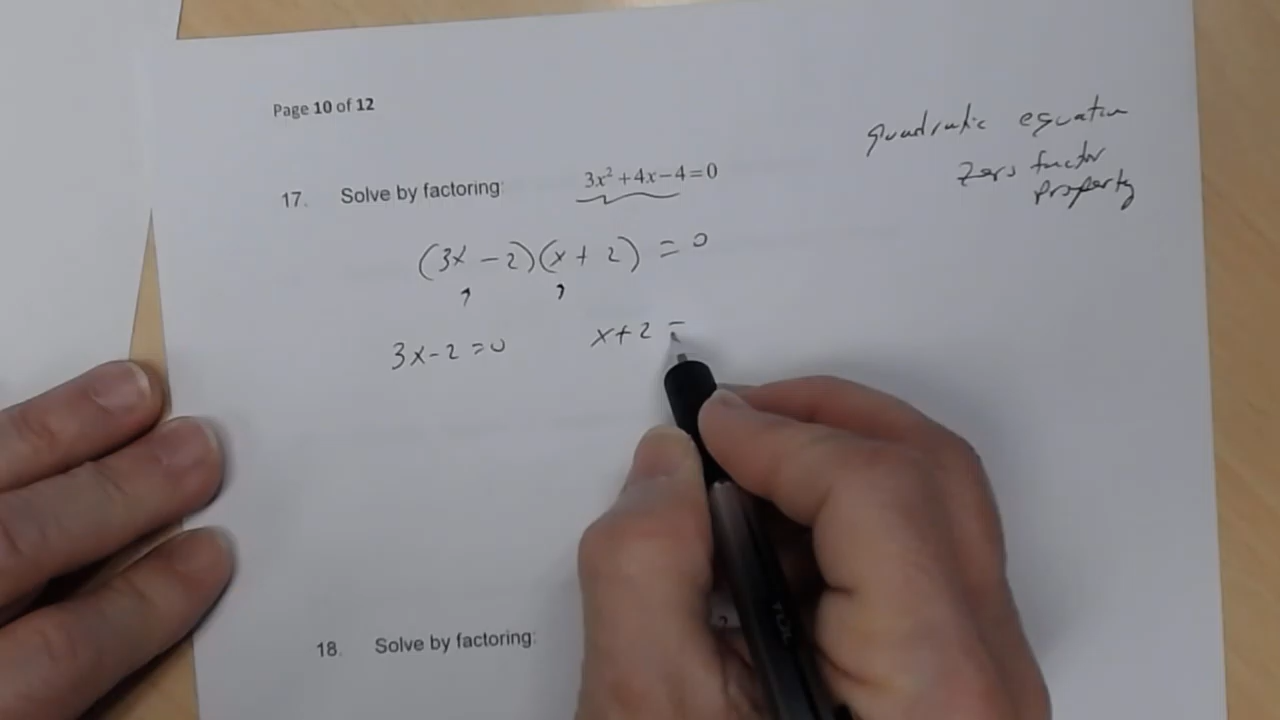 Page 10 of 12
quadratic equation
zero factor
property
17. Solve by factoring: 3x² + 4x − 4 = 0
(3x − 2)(x + 2) = 0
3x − 2 = 0 x + 2 =
18. Solve by factoring: